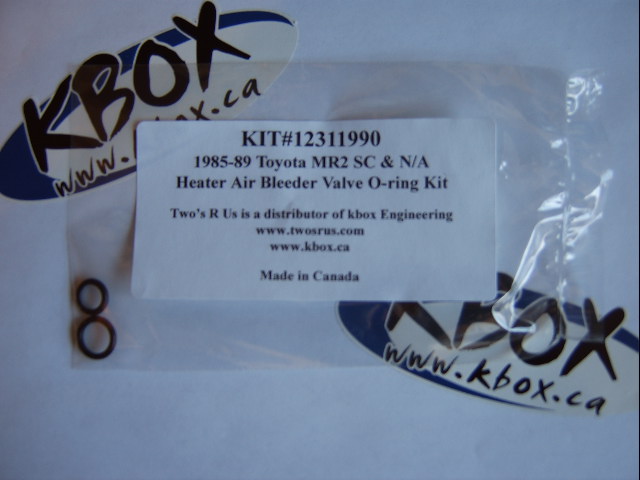 KBOX
www.kbox.ca
KIT#12311990
1985-89 Toyota MR2 SC & N/A
Heater Air Bleeder Valve O-ring Kit
Two's R Us is a distributor of kbox Engineering
www.twosrus.com
www.kbox.ca
Made in Canada
KBOX
www.kbox.ca